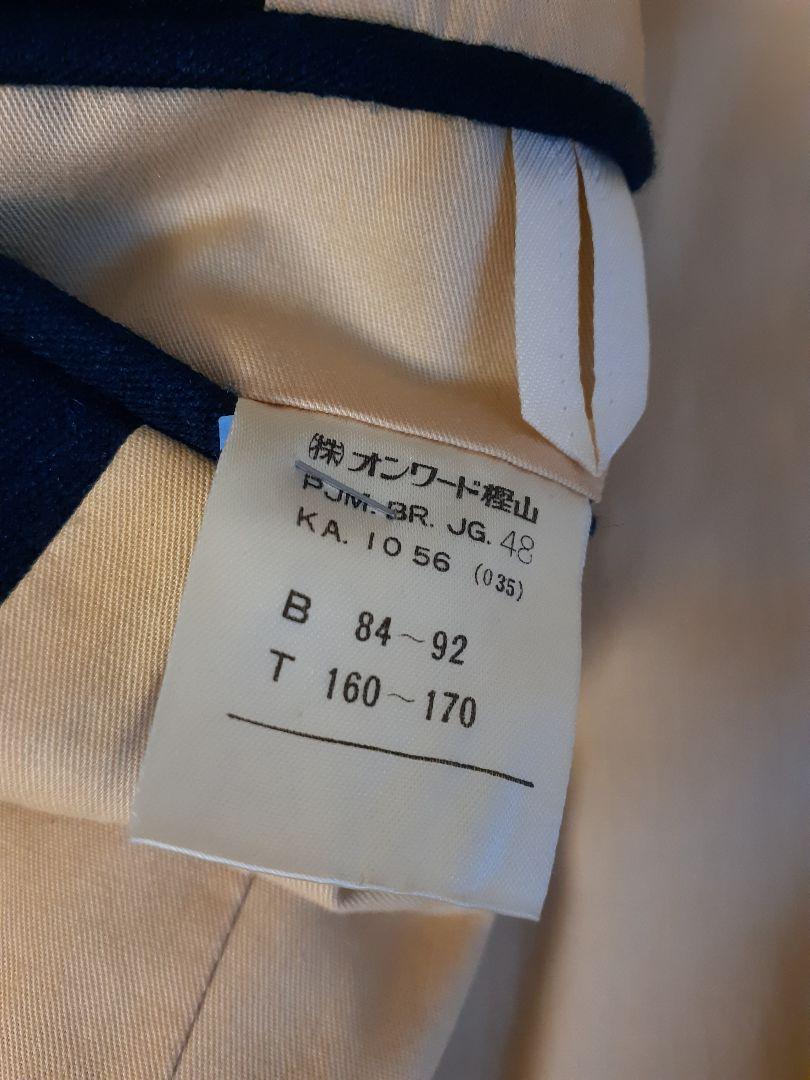 ㈱オンワード樫山
PJM. BR. JG. 48
KA. 1056 (035)
B 84～92
T 160～170